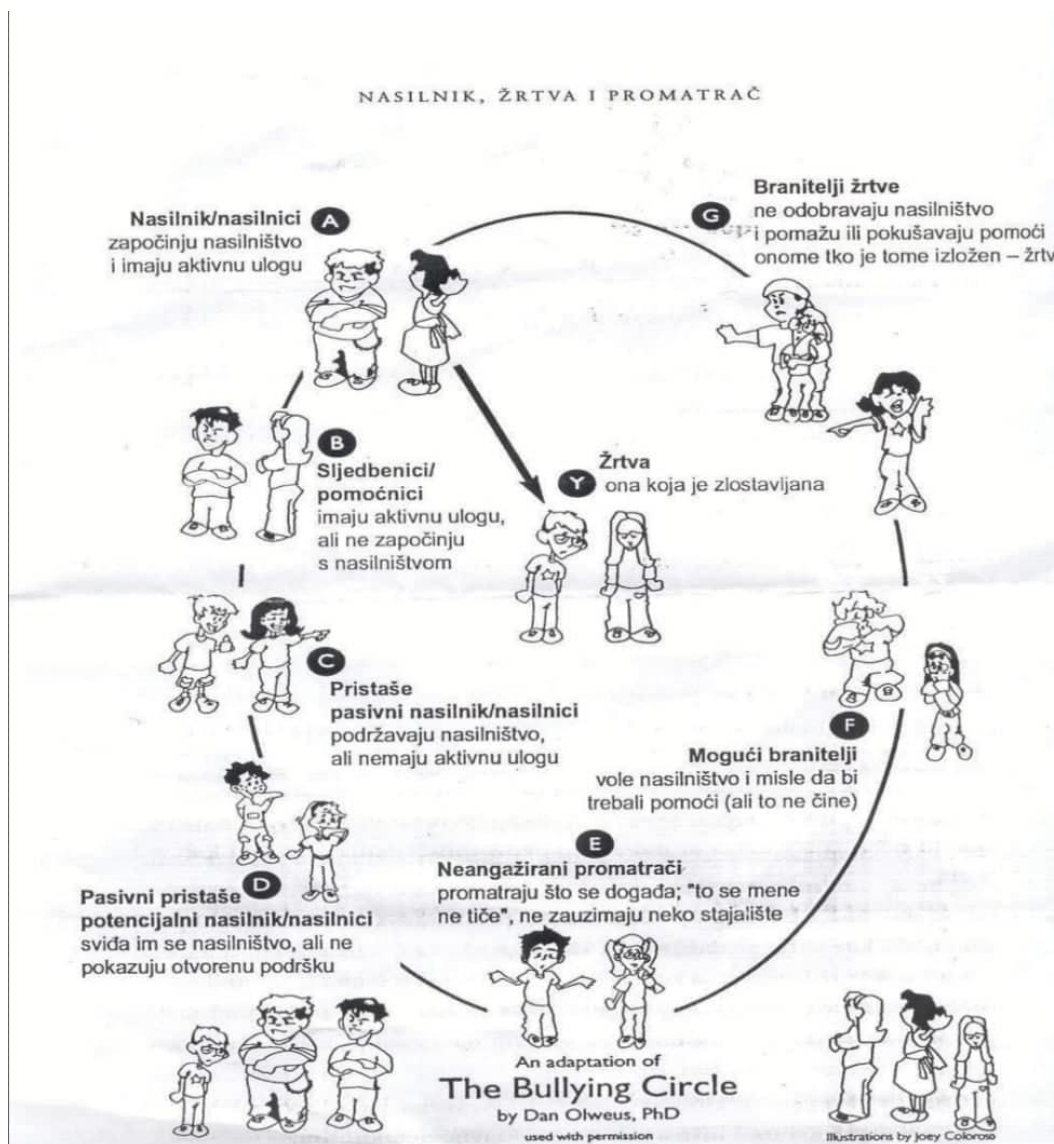 NASILNIK, ŽRTVA I PROMATRAČ
Nasilnik/nasilnici A
započinju nasilništvo
i imaju aktivnu ulogu
G
Branitelji žrtve
ne odobravaju nasilništvo
i pomažu ili pokušavaju pomoći
onome tko je tome izložen – žrtv
B
Sljedbenici/
pomoćnici
imaju aktivnu ulogu,
ali ne započinju
s nasilništvom
Y
Žrtva
ona koja je zlostavljana
C
Pristaše
pasivni nasilnik/nasilnici
podržavaju nasilništvo,
ali nemaju aktivnu ulogu
F
Mogući branitelji
vole nasilništvo i misle da bi
trebali pomoći (ali to ne čine)
D
Pasivni pristaše
potencijalni nasilnik/nasilnici
sviđa im se nasilništvo, ali ne
pokazuju otvorenu podršku
E
Neangažirani promatrači
promatraju što se događa; "to se mene
ne tiče", ne zauzimaju neko stajalište
An adaptation of
The Bullying Circle
by Dan Olweus, PhD
used with permission
Illustrations by Joey Coloroso